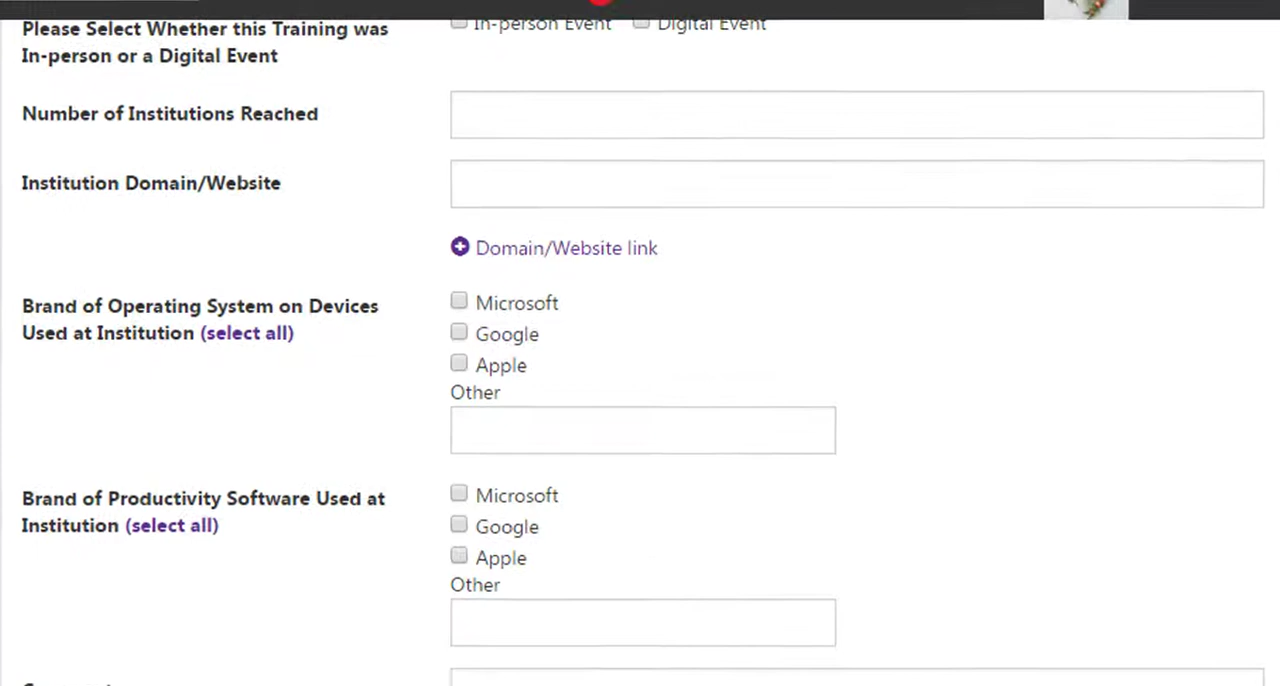 Please Select Whether this Training was
In-person or a Digital Event
In-person Event
Digital Event
Number of Institutions Reached
Institution Domain/Website
Domain/Website link
Brand of Operating System on Devices
Used at Institution (select all)
Microsoft
Google
Apple
Other
Brand of Productivity Software Used at
Institution (select all)
Microsoft
Google
Apple
Other